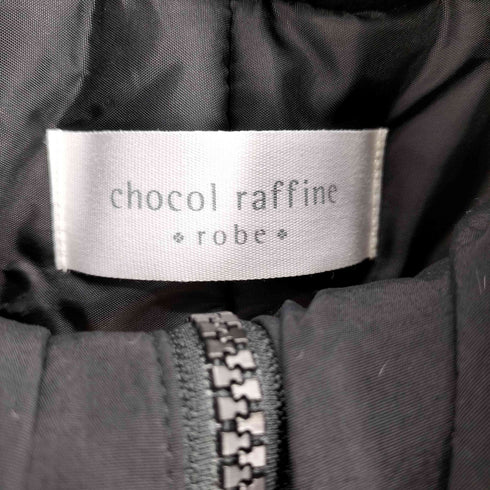 chocol raffine
♣ robe ♣